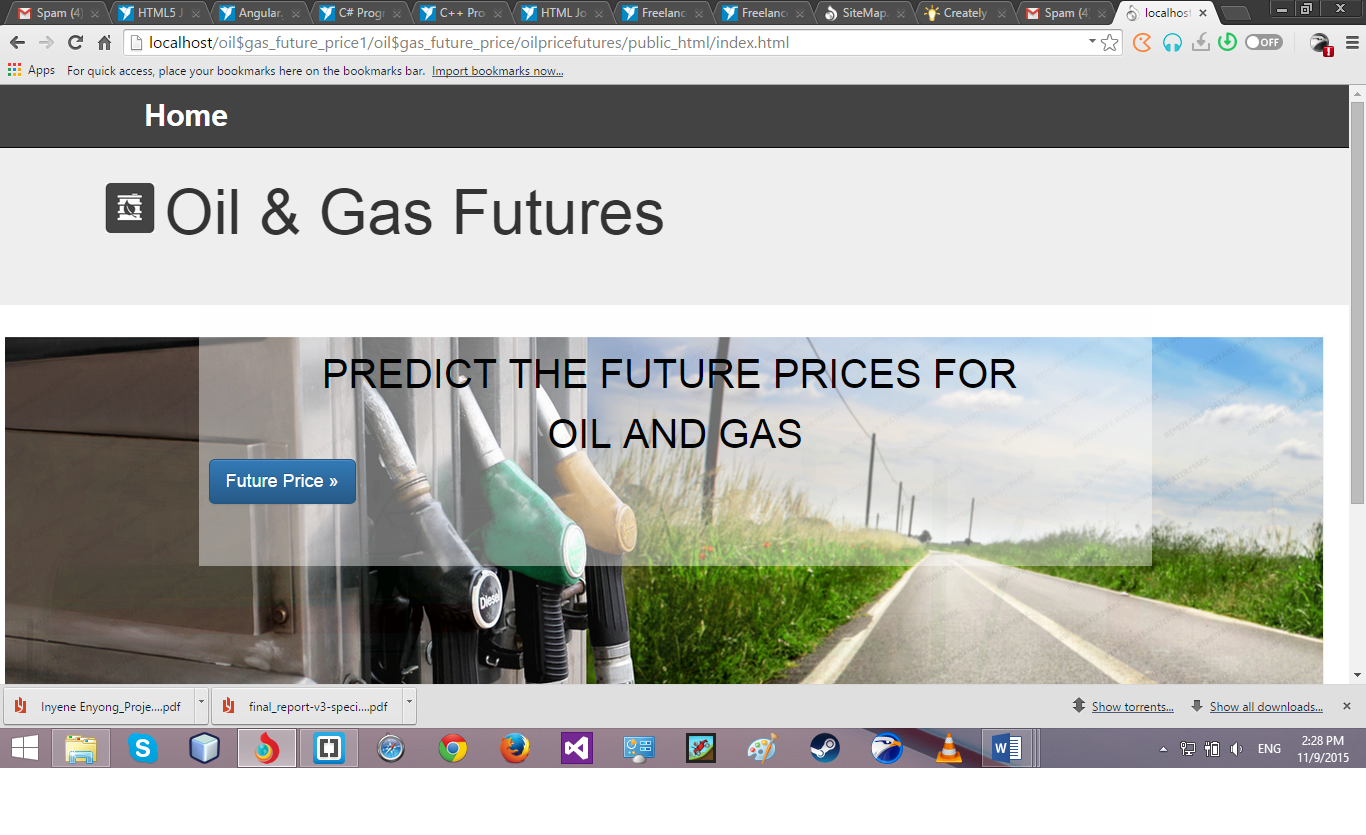 Spam (4)
HTML5 J
Angular.
C# Progr
C++ Pro
HTML Jo
Freelanc
Freelanc
SiteMap.
Creately
Spam (4
localhost
localhost/oil$gas_future_price1/oil$gas_future_price/oilpricefutures/public_html/index.html
OFF
1
Apps For quick access, place your bookmarks here on the bookmarks bar. Import bookmarks now...
Home
Oil & Gas Futures
PREDICT THE FUTURE PRICES FOR
OIL AND GAS
Future Price »
Diesel
Inyene Enyong_Proje....pdf
final_report-v3-speci....pdf
Show torrents...
Show all downloads...
ENG
2:28 PM
11/9/2015